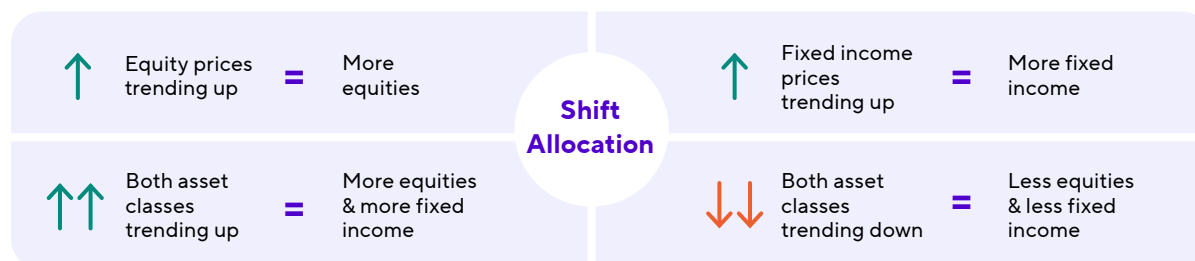 Equity prices
trending up
=
More
equities
Fixed income
prices
trending up
=
More fixed
income
Shift
Allocation
Both asset
classes
trending up
=
More equities
& more fixed
income
Both asset
classes
trending down
=
Less equities
& less fixed
income